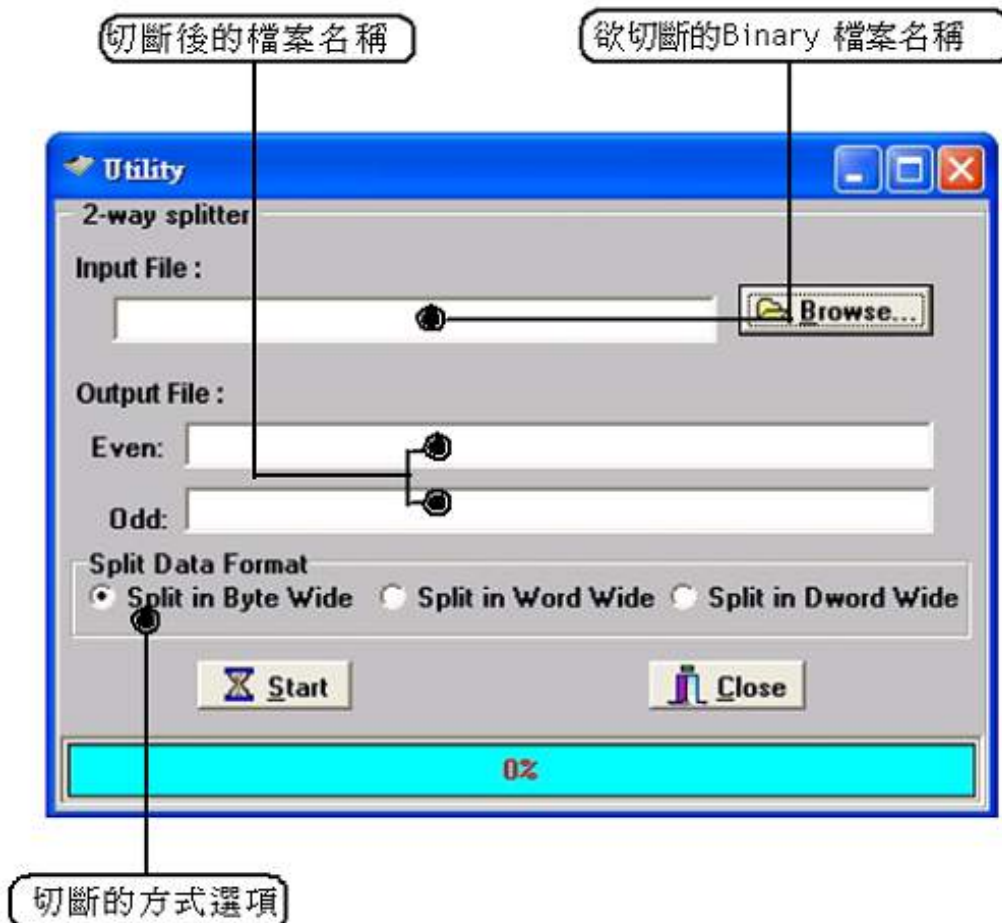 切斷後的檔案名稱
欲切斷的Binary 檔案名稱
Utility
2-way splitter
Input File :
Browse...
Output File :
Even:
Odd:
Split Data Format
Split in Byte Wide
Split in Word Wide
Split in Dword Wide
Start
Close
0%
切斷的方式選項